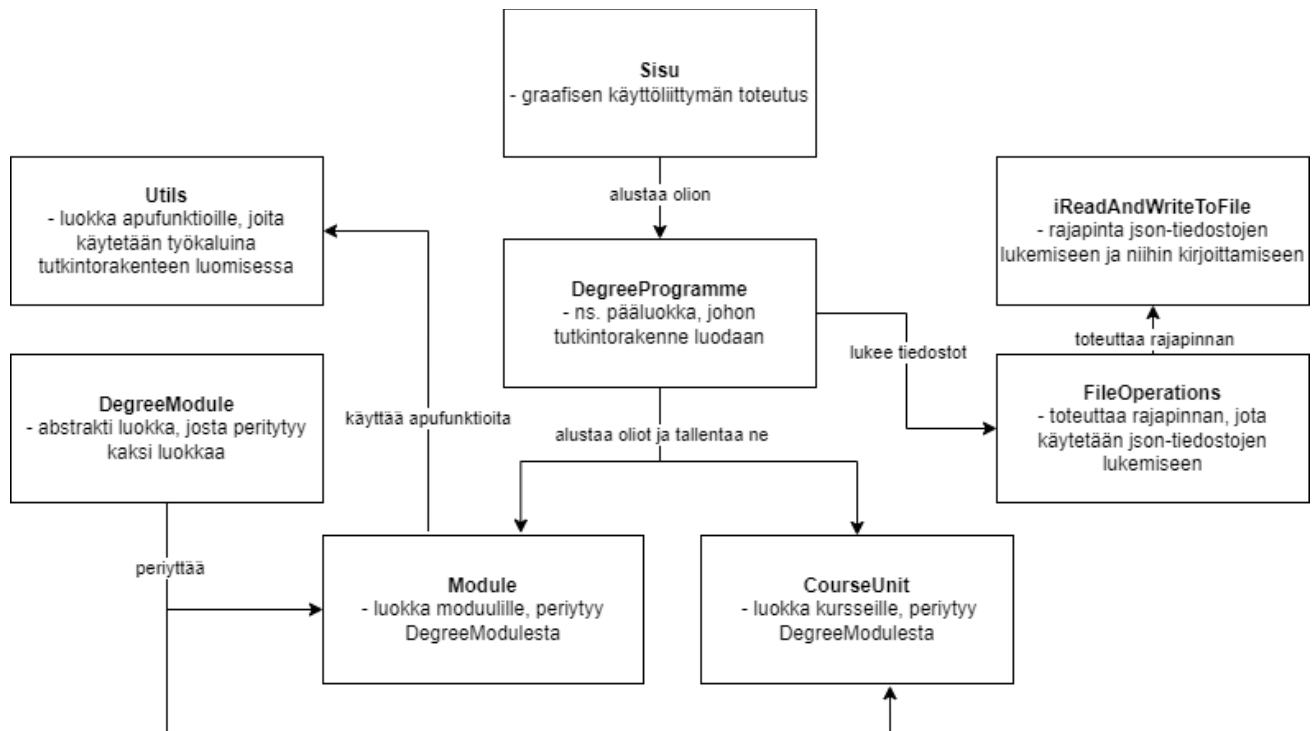 Sisu
- graafisen käyttöliittymän toteutus
alustaa olion
Utils
- luokka apufunktioille, joita
käytetään työkaluina
tutkintorakenteen luomisessa
iReadAndWriteToFile
- rajapinta json-tiedostojen
lukemiseen ja niihin kirjoittamiseen
DegreeProgramme
- ns. pääluokka, johon
tutkintorakenne luodaan
lukee tiedostot
toteuttaa rajapinnan
DegreeModule
- abstrakti luokka, josta peritytyy
kaksi luokkaa
käyttää apufunktioita
alustaa oliot ja tallentaa ne
FileOperations
- toteuttaa rajapinnan, jota
käytetään json-tiedostojen
lukemiseen
periyttää
Module
- luokka moduulille, periytyy
DegreeModulesta
CourseUnit
- luokka kursseille, periytyy
DegreeModulesta